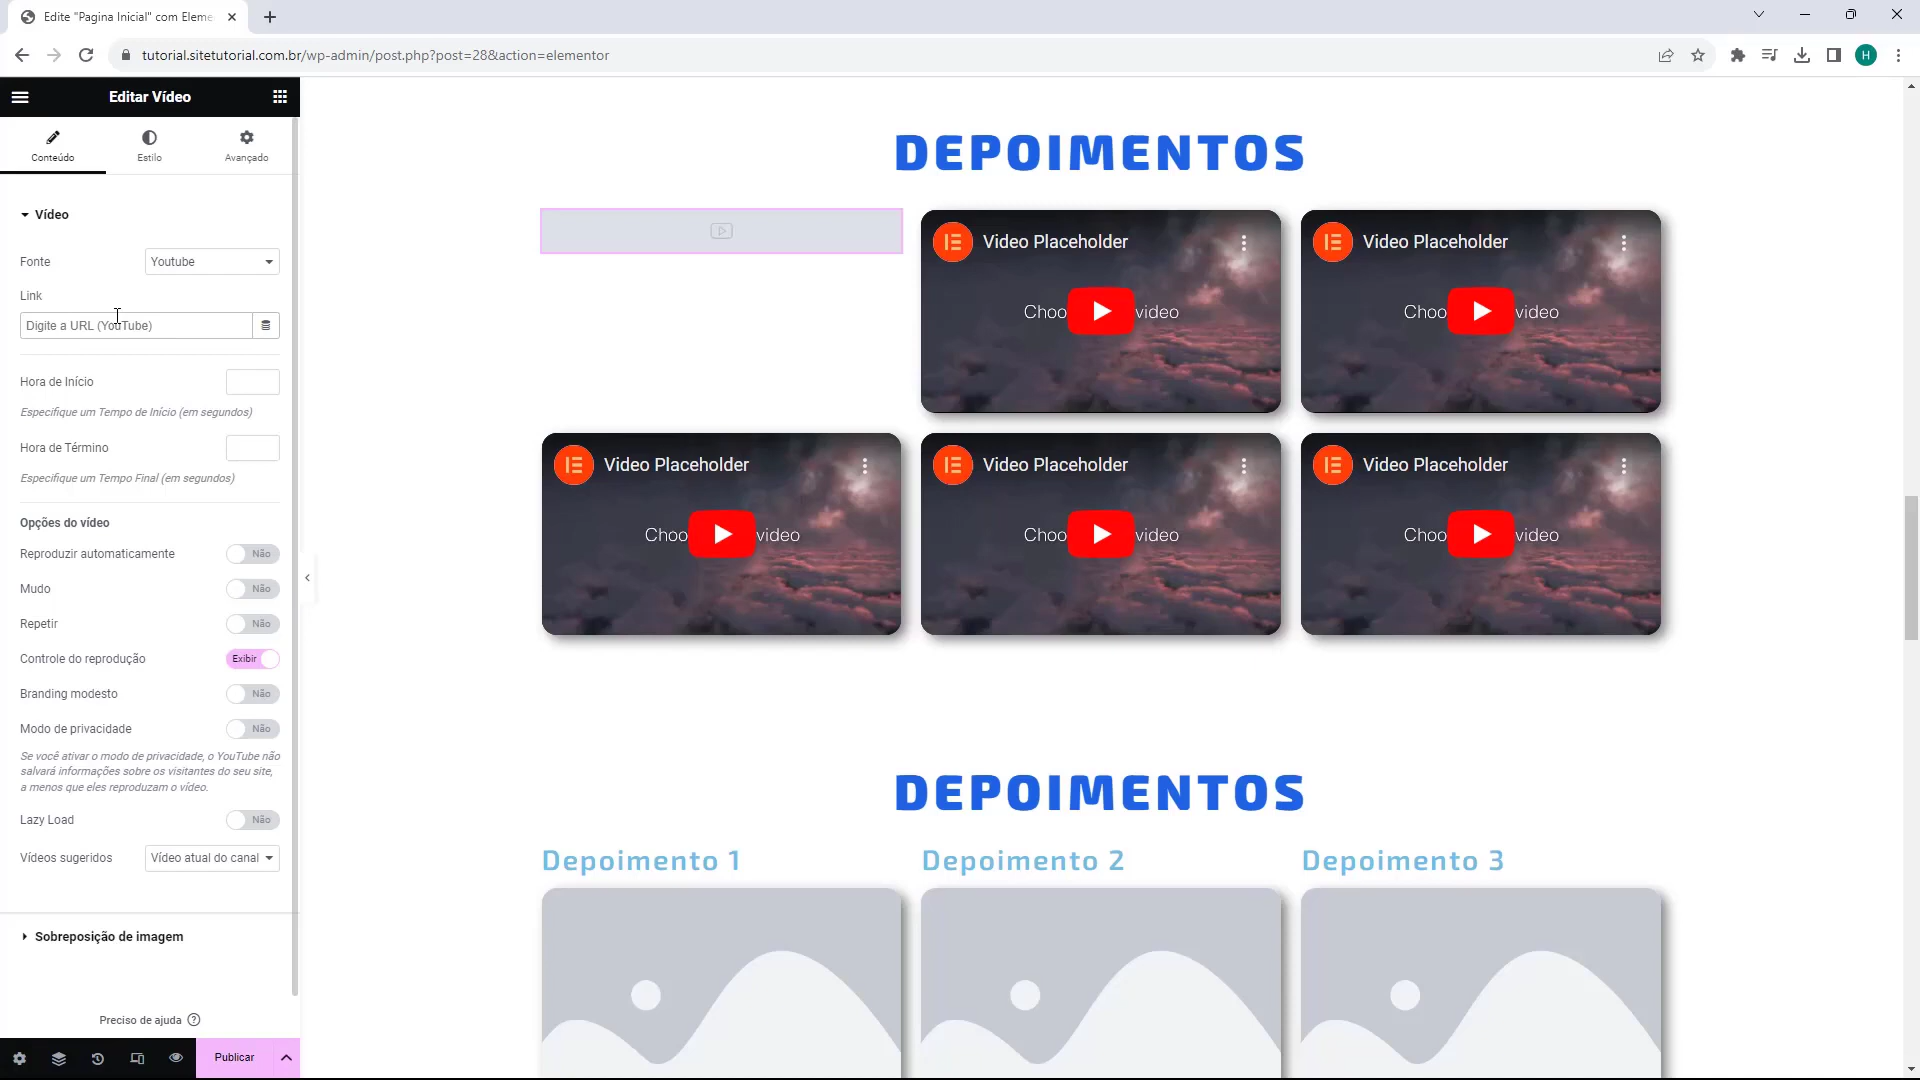 Edite "Pagina Inicial" com Eleme
tutorial.sitetutorial.com.br/wp-admin/post.php?post=28&action=elementor
H
Editar Vídeo
Conteúdo
Estilo
Avançado
Vídeo
Fonte
Youtube
Link
Digite a URL (YouTube)
Hora de Início
Especifique um Tempo de Início (em segundos)
Hora de Término
Especifique um Tempo Final (em segundos)
Opções do vídeo
Reproduzir automaticamente
Não
Mudo
Não
Repetir
Não
Controle do reprodução
Exibir
Branding modesto
Não
Modo de privacidade
Não
Se você ativar o modo de privacidade, o YouTube não
salvará informações sobre os visitantes do seu site,
a menos que eles reproduzam o vídeo.
Lazy Load
Não
Vídeos sugeridos
Vídeo atual do canal
Sobreposição de imagem
Preciso de ajuda
Publicar
DEPOIMENTOS
Video Placeholder
Choo video
Video Placeholder
Choo video
Video Placeholder
Choo video
Video Placeholder
Choo video
Video Placeholder
Choo video
DEPOIMENTOS
Depoimento 1
Depoimento 2
Depoimento 3